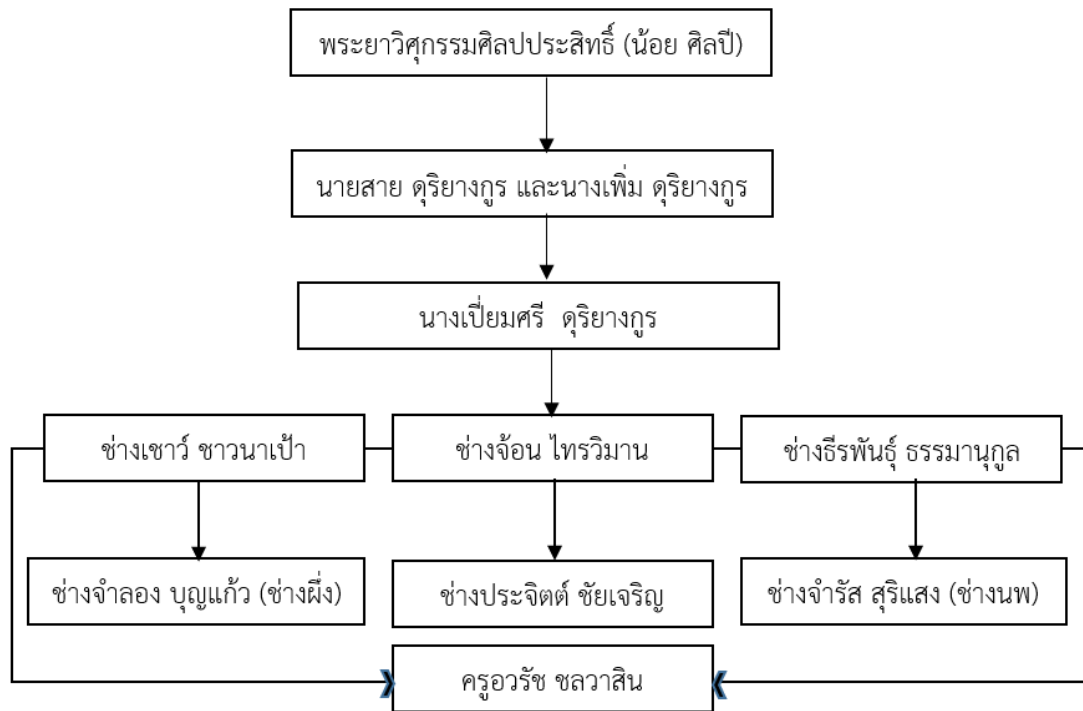 พระยาวิศุกรรมศิลปประสิทธิ์ (น้อย ศิลปี)
นายสาย ดุริยางกูร และนางเพิ่ม ดุริยางกูร
นางเปี่ยมศรี ดุริยางกูร
ช่างเชาว์ ชาวนาเป้า
ช่างจ้อน ไทรวิมาน
ช่างธีรพันธุ์ ธรรมานุกูล
ช่างจำลอง บุญแก้ว (ช่างผึ่ง)
ช่างประจิตต์ ชัยเจริญ
ช่างจำรัส สุริแสง (ช่างนพ)
ครูอวรัช ชลวาสิน